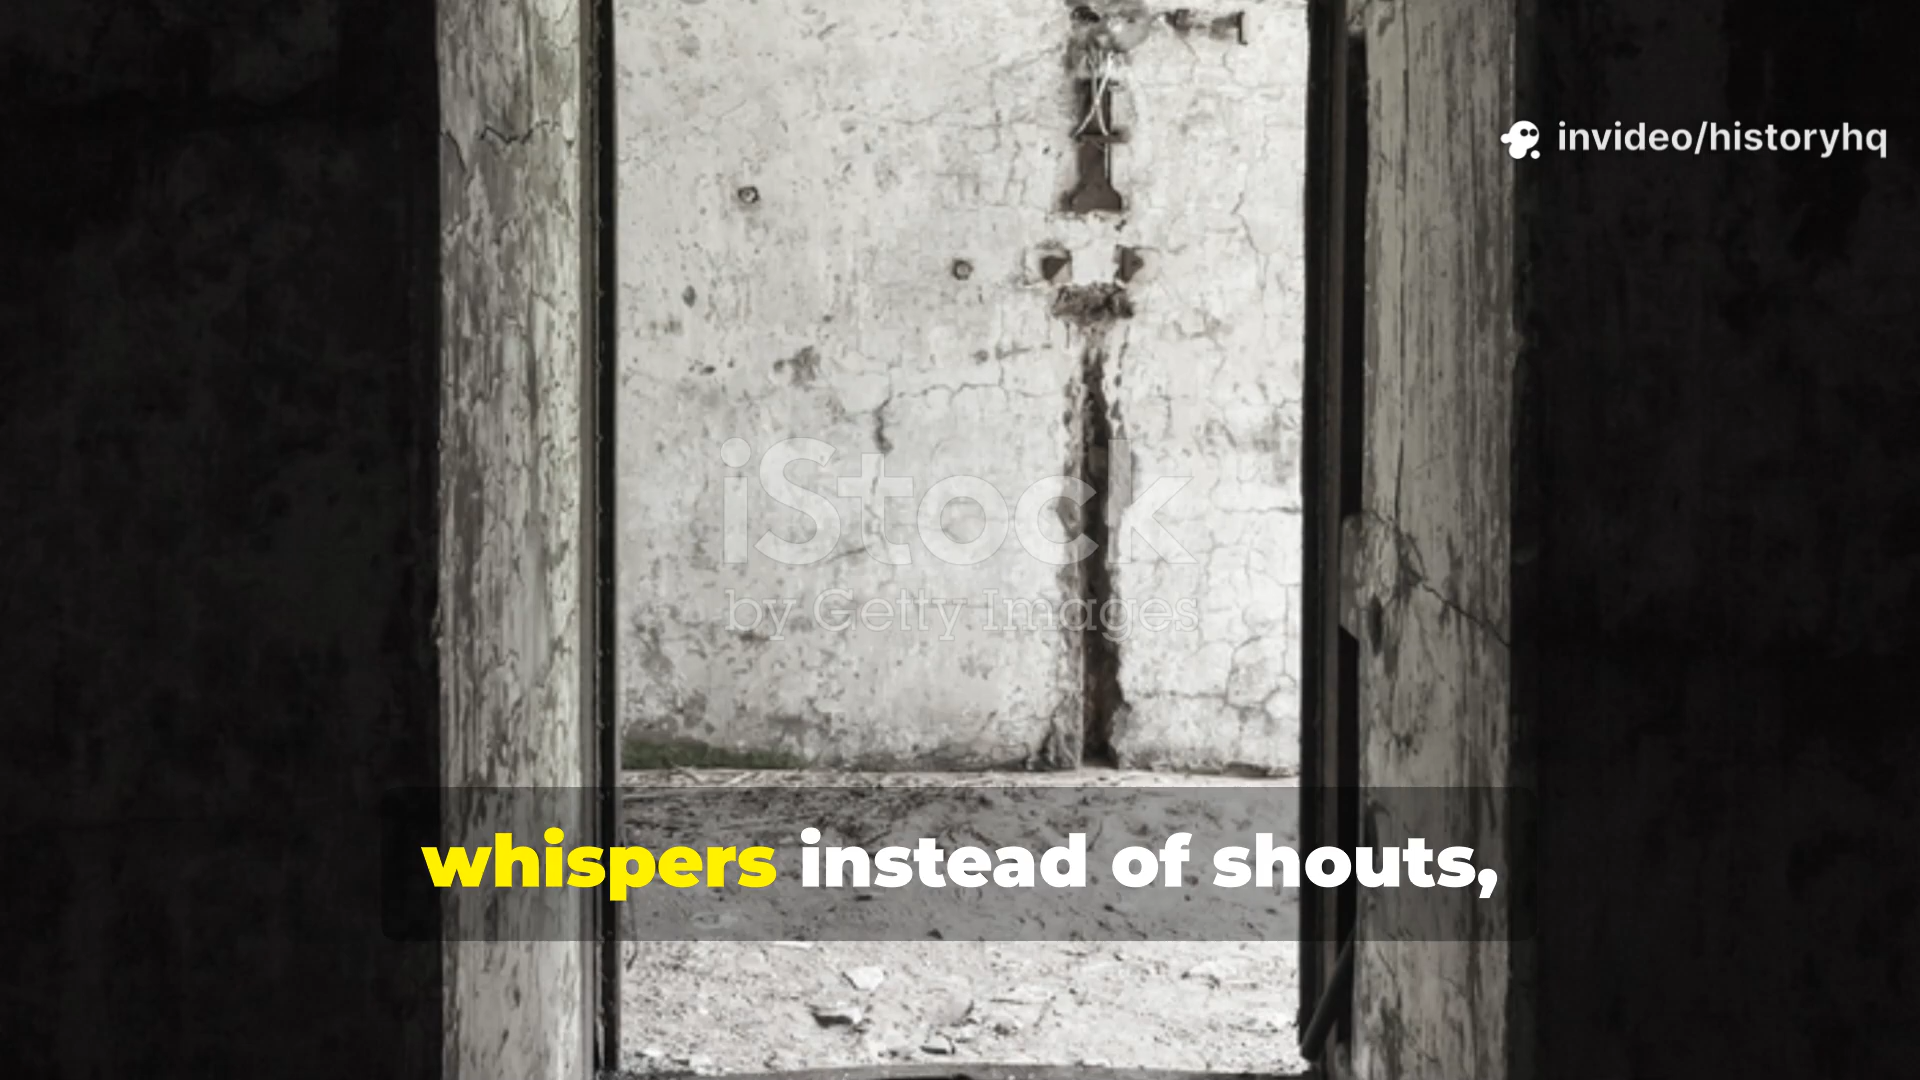 invideo/historyhq
iStock
by Getty Images
whispers instead of shouts,